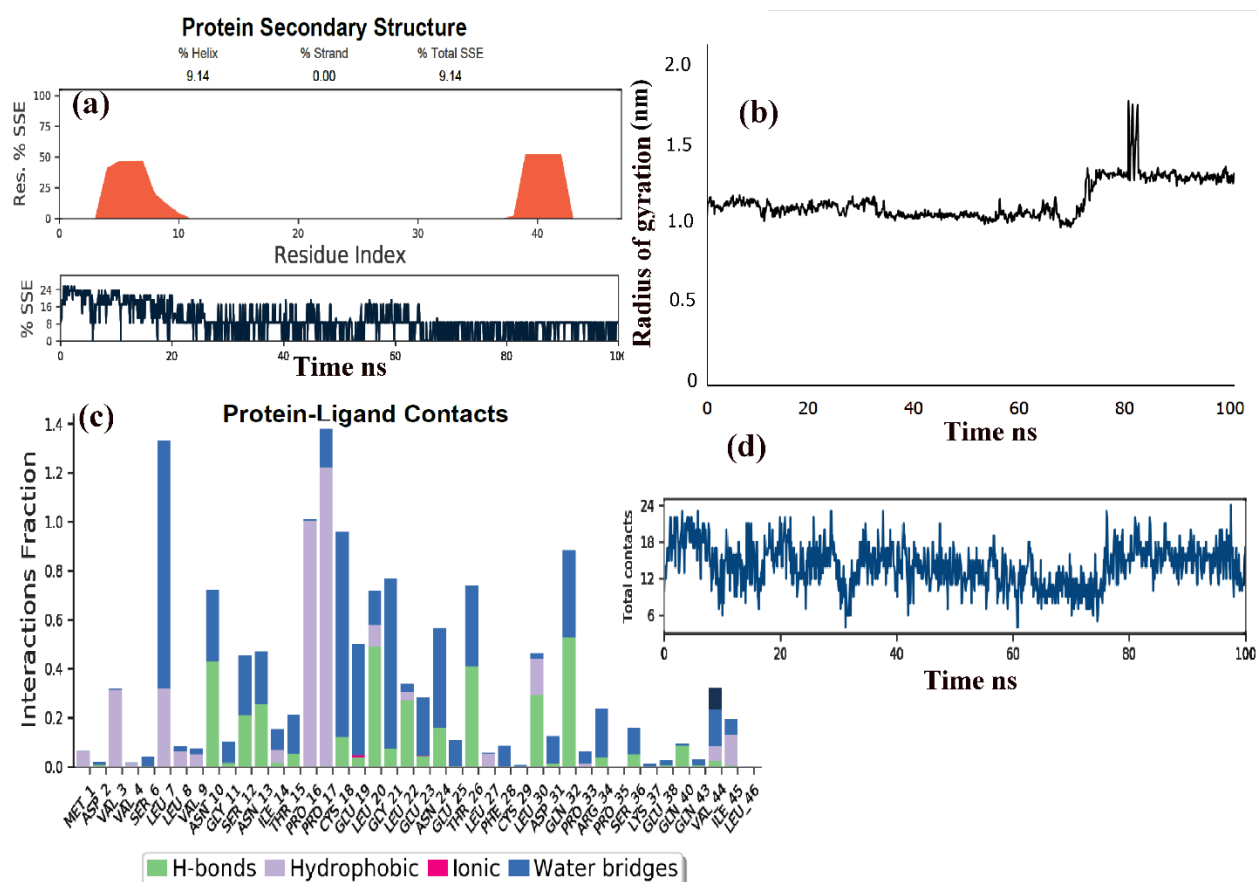 Protein Secondary Structure
% Helix % Strand % Total SSE
9.14 0.00 9.14
(a)
Res. % SSE
100
75
50
25
0
0 10 20 30 40
Residue Index
% SSE
24
16
8
0
0 20 40 60 80 100
Time ns
(b)
Radius of gyration (nm)
2.0
1.5
1.0
0.5
0
0 20 40 60 80 100
Time ns
(c)
Protein-Ligand Contacts
Interactions Fraction
1.4
1.2
1.0
0.8
0.6
0.4
0.2
0.0
MET_1
ASP_2
VAL_3
VAL_4
SER_6
LEU_7
LEU_8
VAL_9
ASN_10
GLY_11
SER_12
ASN_13
ILE_14
THR_15
PRO_16
PRO_17
CYS_18
GLU_19
LEU_20
GLY_21
LEU_22
GLU_23
ASN_24
GLU_25
THR_26
LEU_27
PHE_28
CYS_29
LEU_30
ASP_31
GLN_32
PRO_33
ARG_34
PRO_35
SER_36
LYS_37
GLU_38
GLN_40
GLN_43
VAL_44
ILE_45
LEU_46
H-bonds Hydrophobic Ionic Water bridges
(d)
Total contacts
24
18
12
6
0 20 40 60 80 100
Time ns